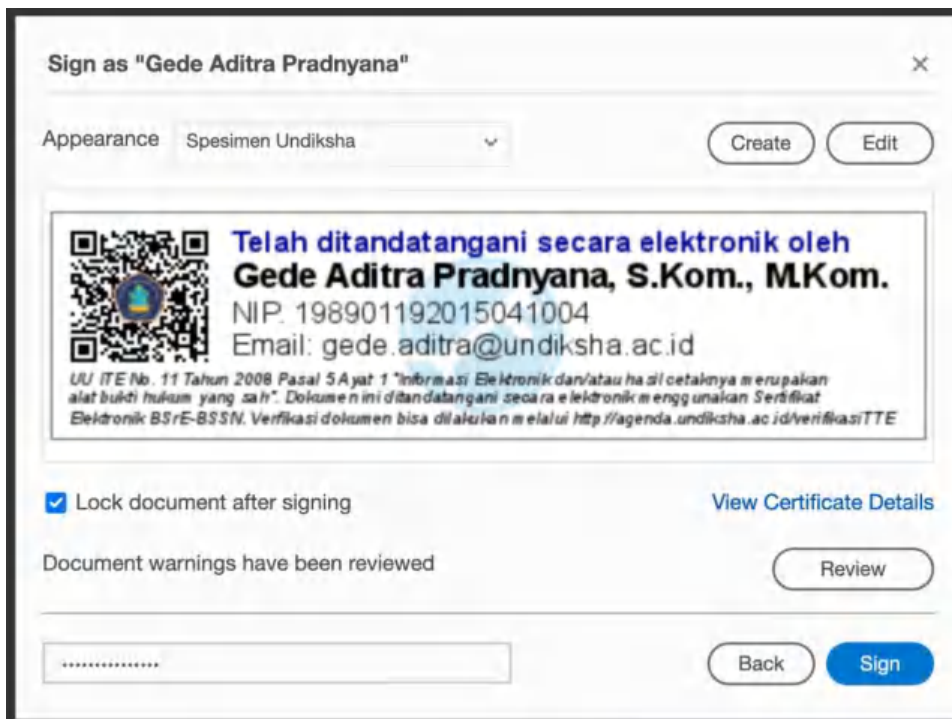 Sign as "Gede Aditra Pradnyana"
Appearance Spesimen Undiksha Create Edit
Telah ditandatangani secara elektronik oleh
Gede Aditra Pradnyana, S.Kom., M.Kom.
NIP. 198901192015041004
Email: gede.aditra@undiksha.ac.id
UU ITE No. 11 Tahun 2008 Pasal 5 Ayat 1 "Informasi Elektronik dan/atau hasil cetaknya merupakan
alat bukti hukum yang sah". Dokumen ini ditandatangani secara elektronik menggunakan Sertifikat
Elektronik BSrE-BSSN. Verifikasi dokumen bisa dilakukan melalui http://agenda.undiksha.ac.id/verifikasiTTE
Lock document after signing View Certificate Details
Document warnings have been reviewed Review
Back Sign